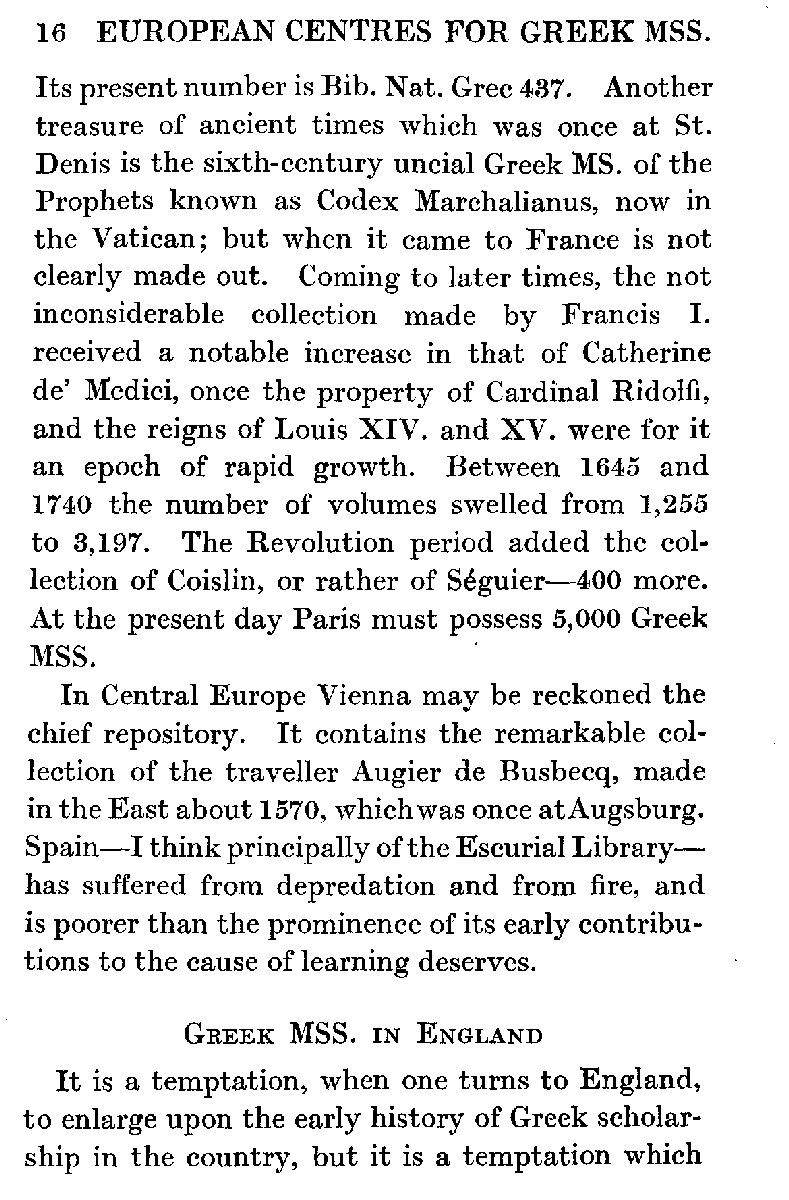 16 EUROPEAN CENTRES FOR GREEK MSS.
Its present number is Bib. Nat. Grec 437. Another
treasure of ancient times which was once at St.
Denis is the sixth-century uncial Greek MS. of the
Prophets known as Codex Marchalianus, now in
the Vatican; but when it came to France is not
clearly made out. Coming to later times, the not
inconsiderable collection made by Francis I.
received a notable increase in that of Catherine
de' Medici, once the property of Cardinal Ridolfi,
and the reigns of Louis XIV. and XV. were for it
an epoch of rapid growth. Between 1645 and
1740 the number of volumes swelled from 1,255
to 3,197. The Revolution period added the col-
lection of Coislin, or rather of Séguier—400 more.
At the present day Paris must possess 5,000 Greek
MSS.
In Central Europe Vienna may be reckoned the
chief repository. It contains the remarkable col-
lection of the traveller Augier de Busbecq, made
in the East about 1570, which was once at Augsburg.
Spain—I think principally of the Escurial Library—
has suffered from depredation and from fire, and
is poorer than the prominence of its early contribu-
tions to the cause of learning deserves.
GREEK MSS. IN ENGLAND
It is a temptation, when one turns to England,
to enlarge upon the early history of Greek scholar-
ship in the country, but it is a temptation which